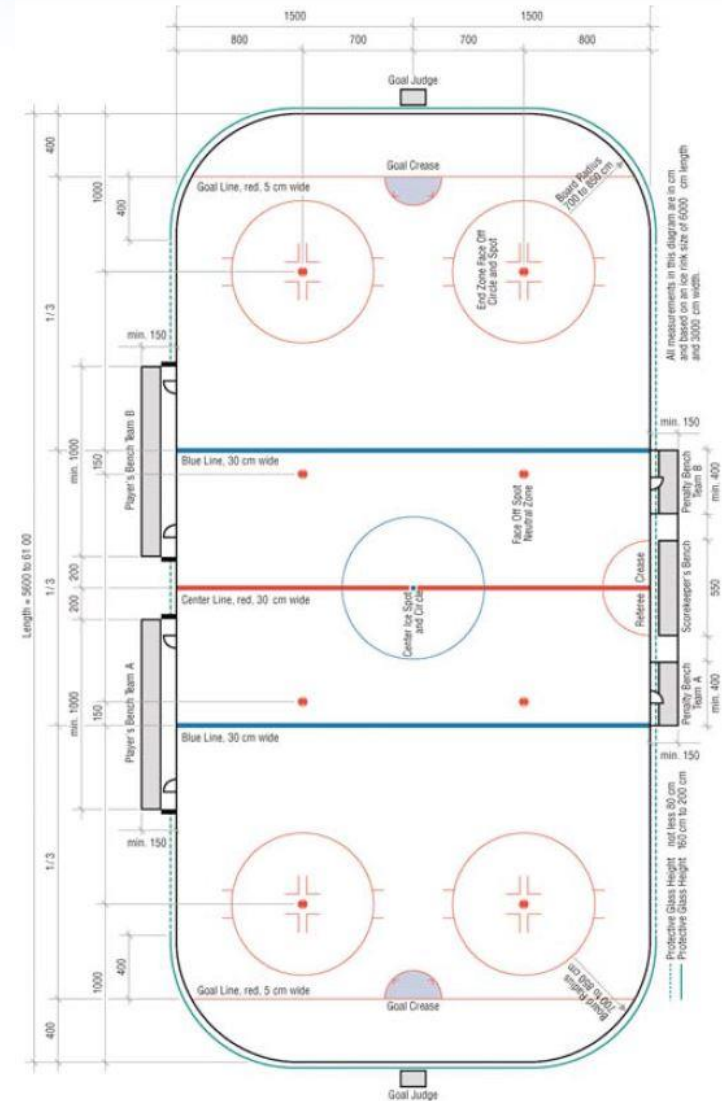 1500
1500
800
700
700
800
Goal Judge
400
1000
400
Goal Crease
Goal Line, red, 5 cm wide
Board Radius
700 to 850 cm
End Zone Face Off
Circle and Spot
All measurements in this diagram are in cm
and based on an ice rink size of 6000 cm length
and 3000 cm width.
1/3
min. 150
Player's Bench Team B
min. 1000
150
Blue Line, 30 cm wide
Face Off Spot
Neutral Zone
min. 150
Penalty Bench
Team B
min. 400
Length = 5600 to 61 00
1/3
200
200
Center Line, red, 30 cm wide
Center Ice Spot
and Circle
Referee Crease
Scorekeeper's Bench
550
Player's Bench Team A
min. 1000
150
Blue Line, 30 cm wide
Penalty Bench
Team A
min. 400
min. 150
min. 150
1/3
Protective Glass Height not less 80 cm
Protective Glass Height 160 cm to 200 cm
1000
400
400
Goal Line, red, 5 cm wide
Goal Crease
Board Radius
700 to 850 cm
Goal Judge